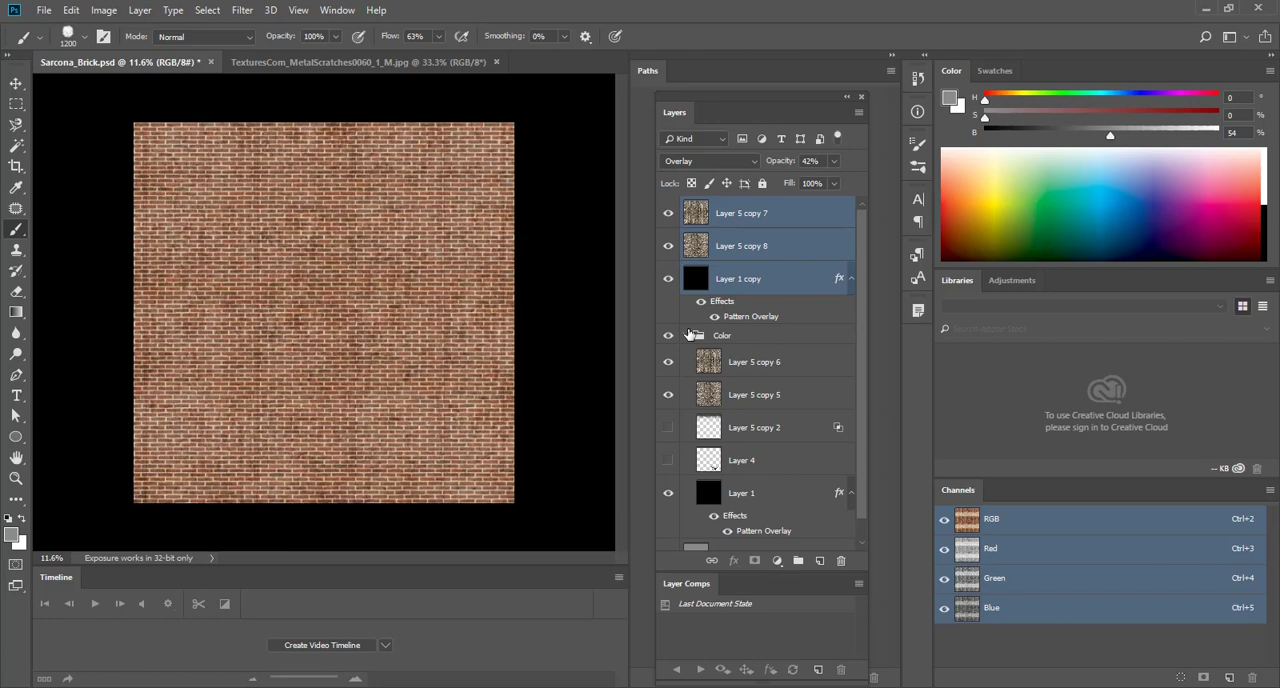 Ps File Edit Image Layer Type Select Filter 3D View Window Help
1200 Mode: Normal Opacity: 100% Flow: 63% Smoothing: 0%
Sarcona_Brick.psd @ 11.6% (RGB/8#) * × TexturesCom_MetalScratches0060_1_M.jpg @ 33.3% (RGB/8*) ×
11.6% Exposure works in 32-bit only
Timeline
Create Video Timeline
Paths
Layers
Kind
Overlay Opacity: 42%
Lock: Fill: 100%
Layer 5 copy 7
Layer 5 copy 8
Layer 1 copy fx
Effects
Pattern Overlay
Color
Layer 5 copy 6
Layer 5 copy 5
Layer 5 copy 2
Layer 4
Layer 1 fx
Effects
Pattern Overlay
fx
Layer Comps
Last Document State
Color Swatches
H 0 °
S 0 %
B 54 %
Libraries Adjustments
Search Adobe Stock
To use Creative Cloud Libraries,
please sign in to Creative Cloud
-- KB
Channels
RGB Ctrl+2
Red Ctrl+3
Green Ctrl+4
Blue Ctrl+5